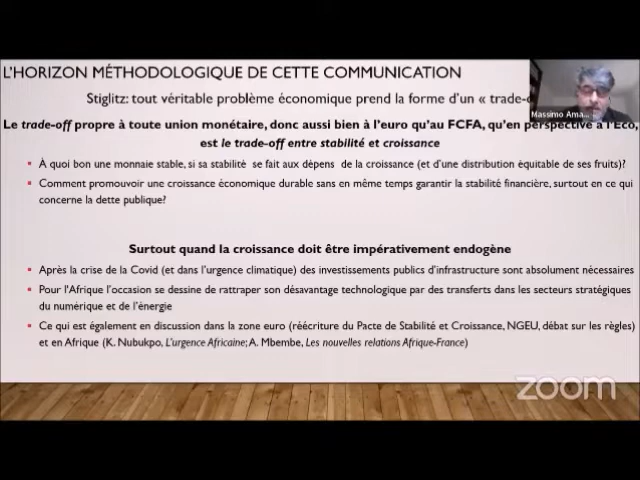 L'HORIZON MÉTHODOLOGIQUE DE CETTE COMMUNICATION
Stiglitz: tout véritable problème économique prend la forme d'un « trade-
Massimo Ama...
Le trade-off propre à toute union monétaire, donc aussi bien à l'euro qu'au FCFA, qu'en perspective à l'Eco,
est le trade-off entre stabilité et croissance
▪ À quoi bon une monnaie stable, si sa stabilité se fait aux dépens de la croissance (et d'une distribution équitable de ses fruits)?
▪ Comment promouvoir une croissance économique durable sans en même temps garantir la stabilité financière, surtout en ce qui
concerne la dette publique?
Surtout quand la croissance doit être impérativement endogène
▪ Après la crise de la Covid (et dans l'urgence climatique) des investissements publics d'infrastructure sont absolument nécessaires
▪ Pour l'Afrique l'occasion se dessine de rattraper son désavantage technologique par des transferts dans les secteurs stratégiques
du numérique et de l'énergie
▪ Ce qui est également en discussion dans la zone euro (réécriture du Pacte de Stabilité et Croissance, NGEU, débat sur les règles)
et en Afrique (K. Nubukpo, L'urgence Africaine; A. Mbembe, Les nouvelles relations Afrique-France)
zoom